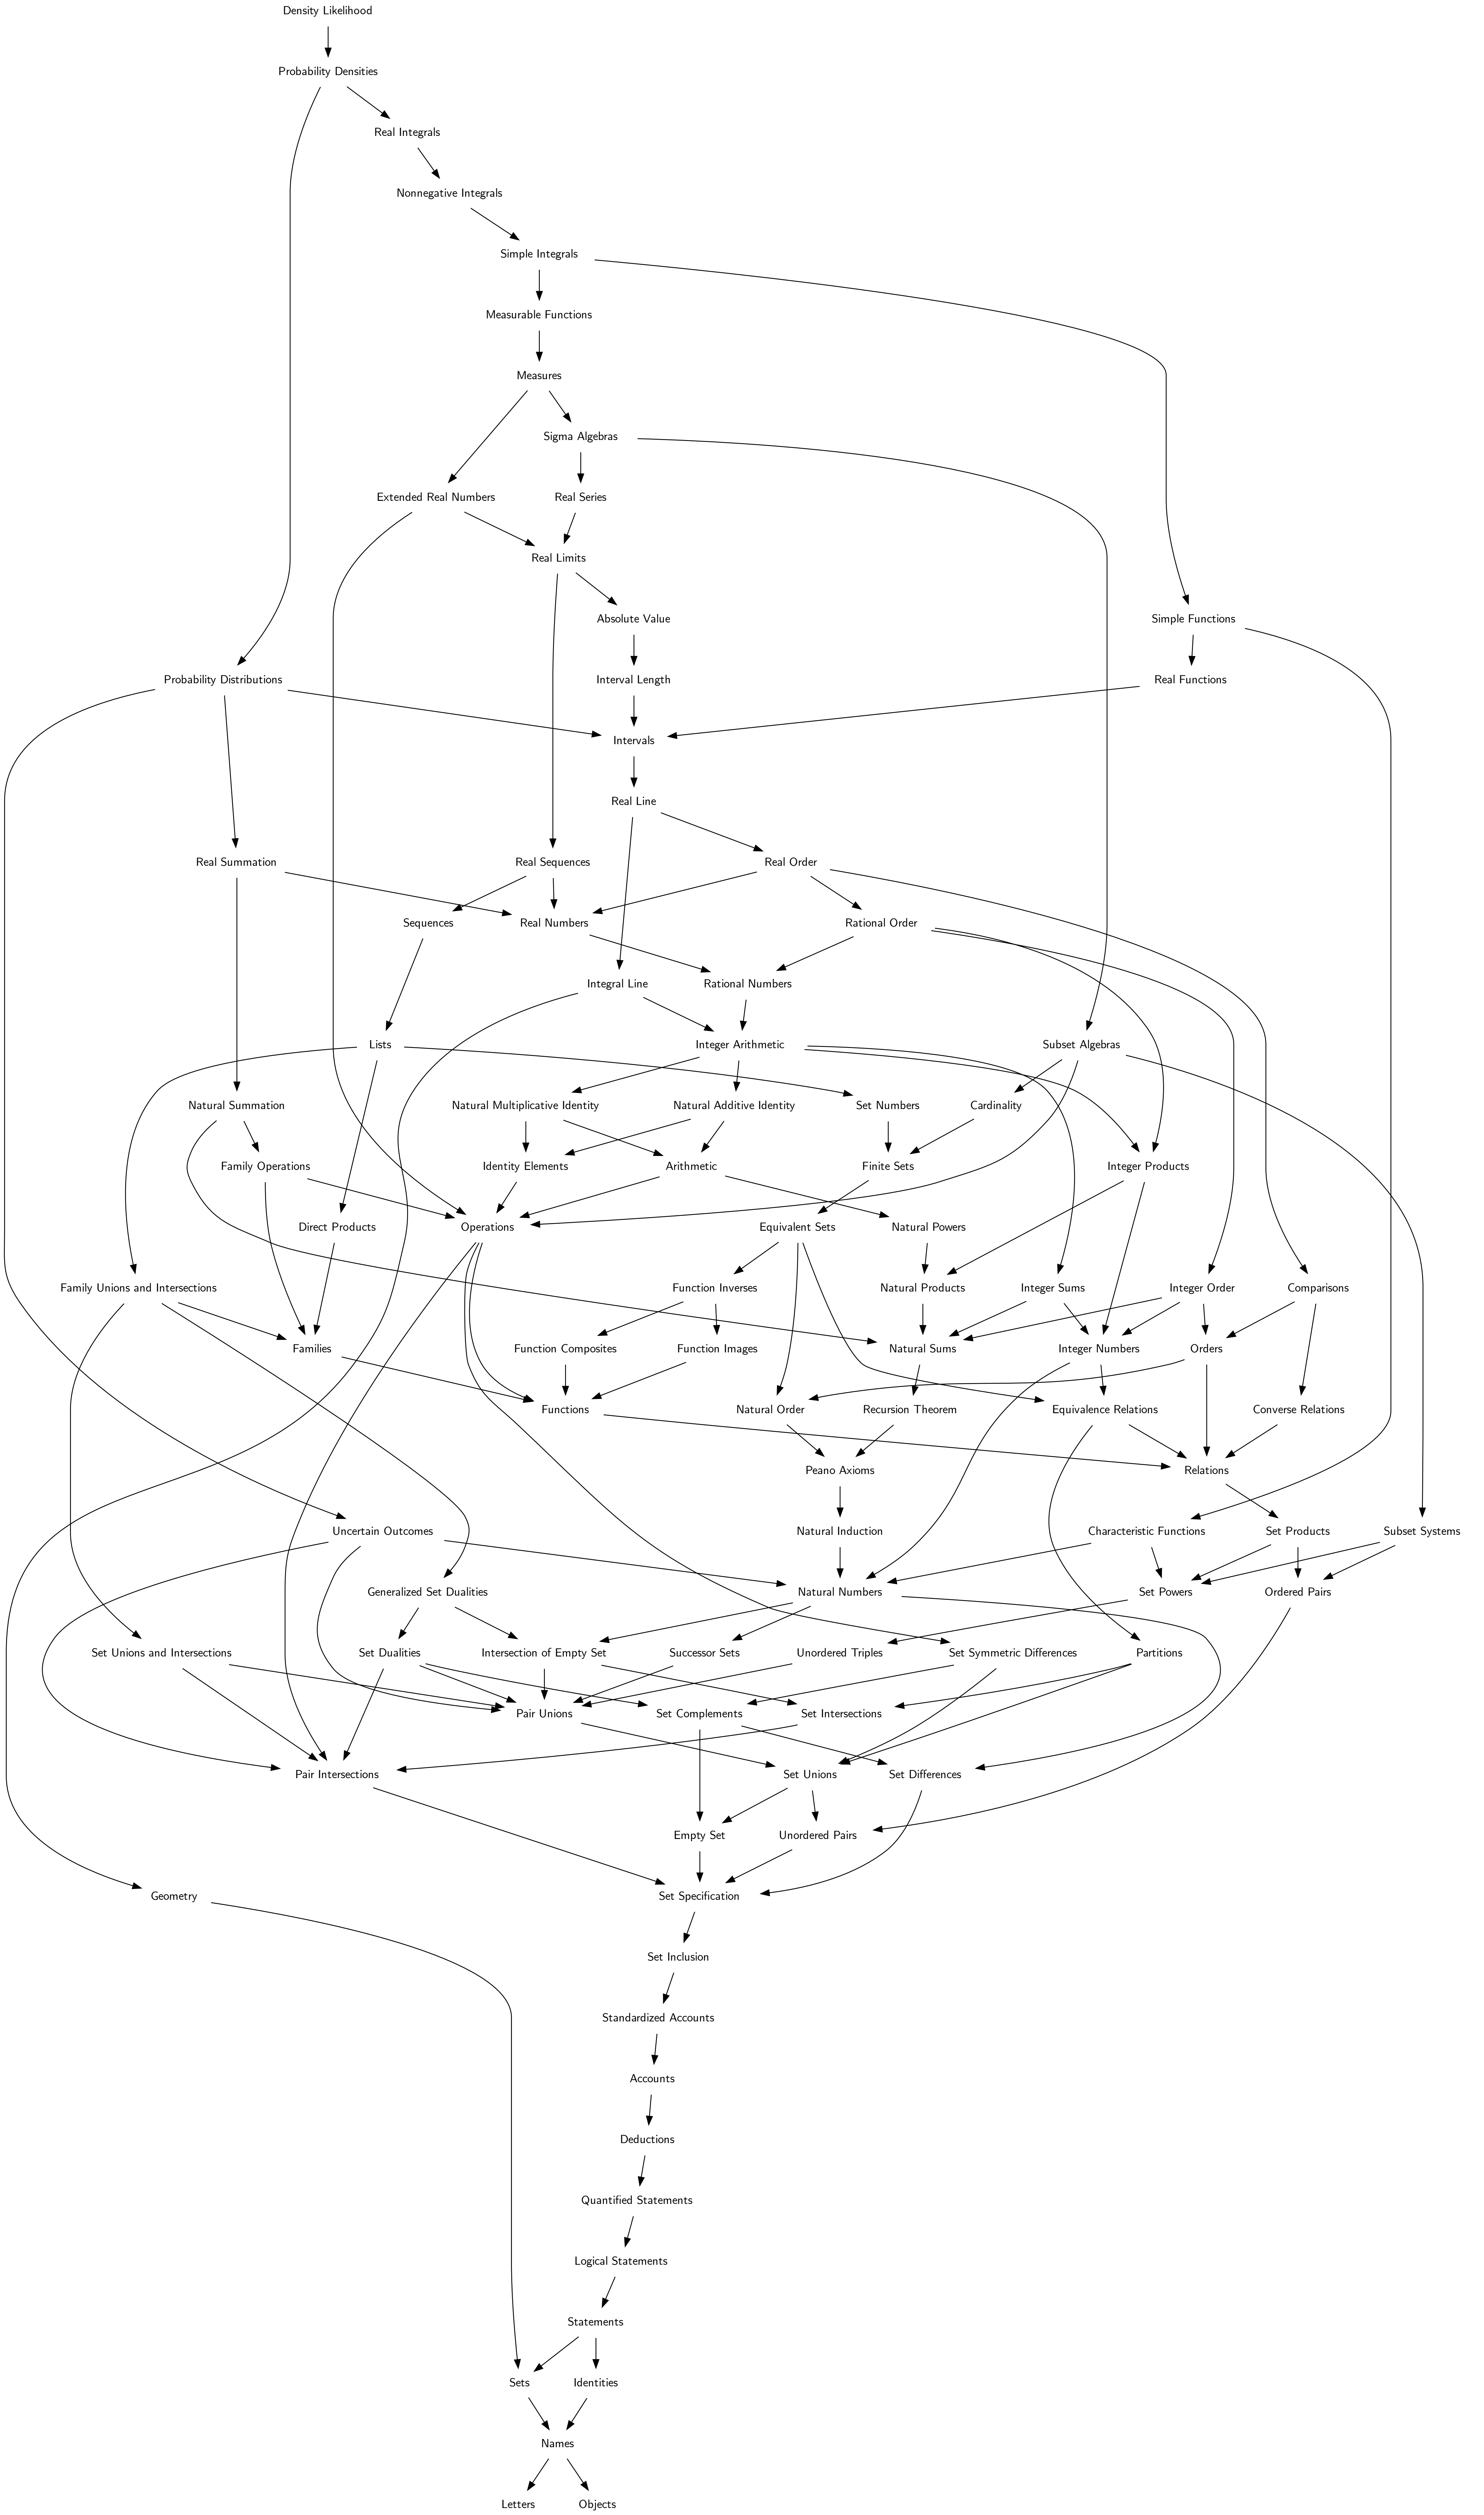 Density Likelihood
Probability Densities
Real Integrals
Nonnegative Integrals
Simple Integrals
Measurable Functions
Measures
Sigma Algebras
Extended Real Numbers
Real Series
Real Limits
Absolute Value
Simple Functions
Probability Distributions
Interval Length
Real Functions
Intervals
Real Line
Real Summation
Real Sequences
Real Order
Sequences
Real Numbers
Rational Order
Integral Line
Rational Numbers
Lists
Integer Arithmetic
Subset Algebras
Natural Summation
Natural Multiplicative Identity
Natural Additive Identity
Set Numbers
Cardinality
Family Operations
Identity Elements
Arithmetic
Finite Sets
Integer Products
Direct Products
Operations
Equivalent Sets
Natural Powers
Family Unions and Intersections
Function Inverses
Natural Products
Integer Sums
Integer Order
Comparisons
Families
Function Composites
Function Images
Natural Sums
Integer Numbers
Orders
Functions
Natural Order
Recursion Theorem
Equivalence Relations
Converse Relations
Peano Axioms
Relations
Uncertain Outcomes
Natural Induction
Characteristic Functions
Set Products
Subset Systems
Generalized Set Dualities
Natural Numbers
Set Powers
Ordered Pairs
Set Unions and Intersections
Set Dualities
Intersection of Empty Set
Successor Sets
Unordered Triples
Set Symmetric Differences
Partitions
Pair Unions
Set Complements
Set Intersections
Pair Intersections
Set Unions
Set Differences
Empty Set
Unordered Pairs
Geometry
Set Specification
Set Inclusion
Standardized Accounts
Accounts
Deductions
Quantified Statements
Logical Statements
Statements
Sets
Identities
Names
Letters
Objects